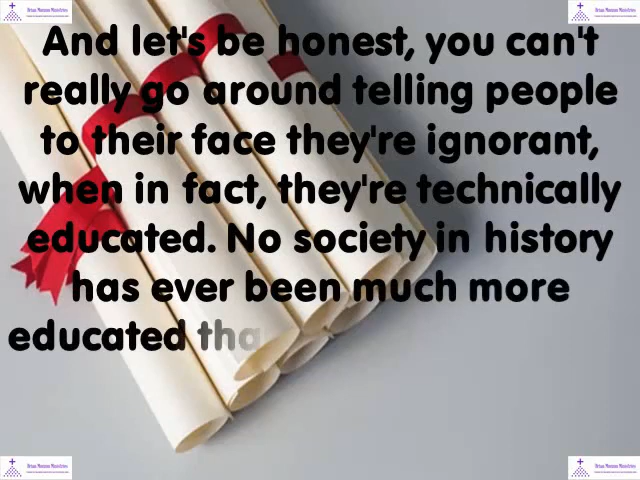 And let's be honest, you can't
really go around telling people
to their face they're ignorant,
when in fact, they're technically
educated. No society in history
has ever been much more
educated tha